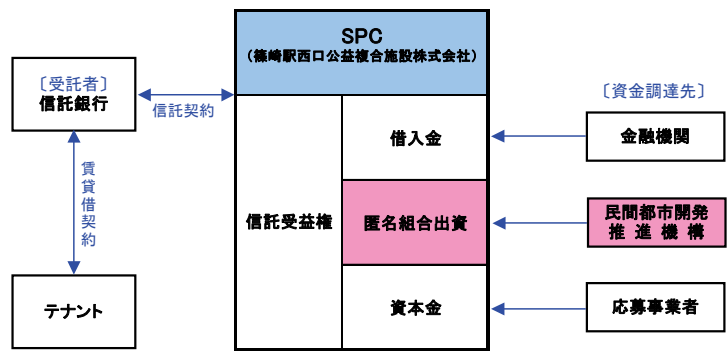 SPC
(篠崎駅西口公益複合施設株式会社)
〔受託者〕
信託銀行
信託契約
賃貸借契約
テナント
信託受益権
借入金
匿名組合出資
資本金
〔資金調達先〕
金融機関
民間都市開発
推進機構
応募事業者